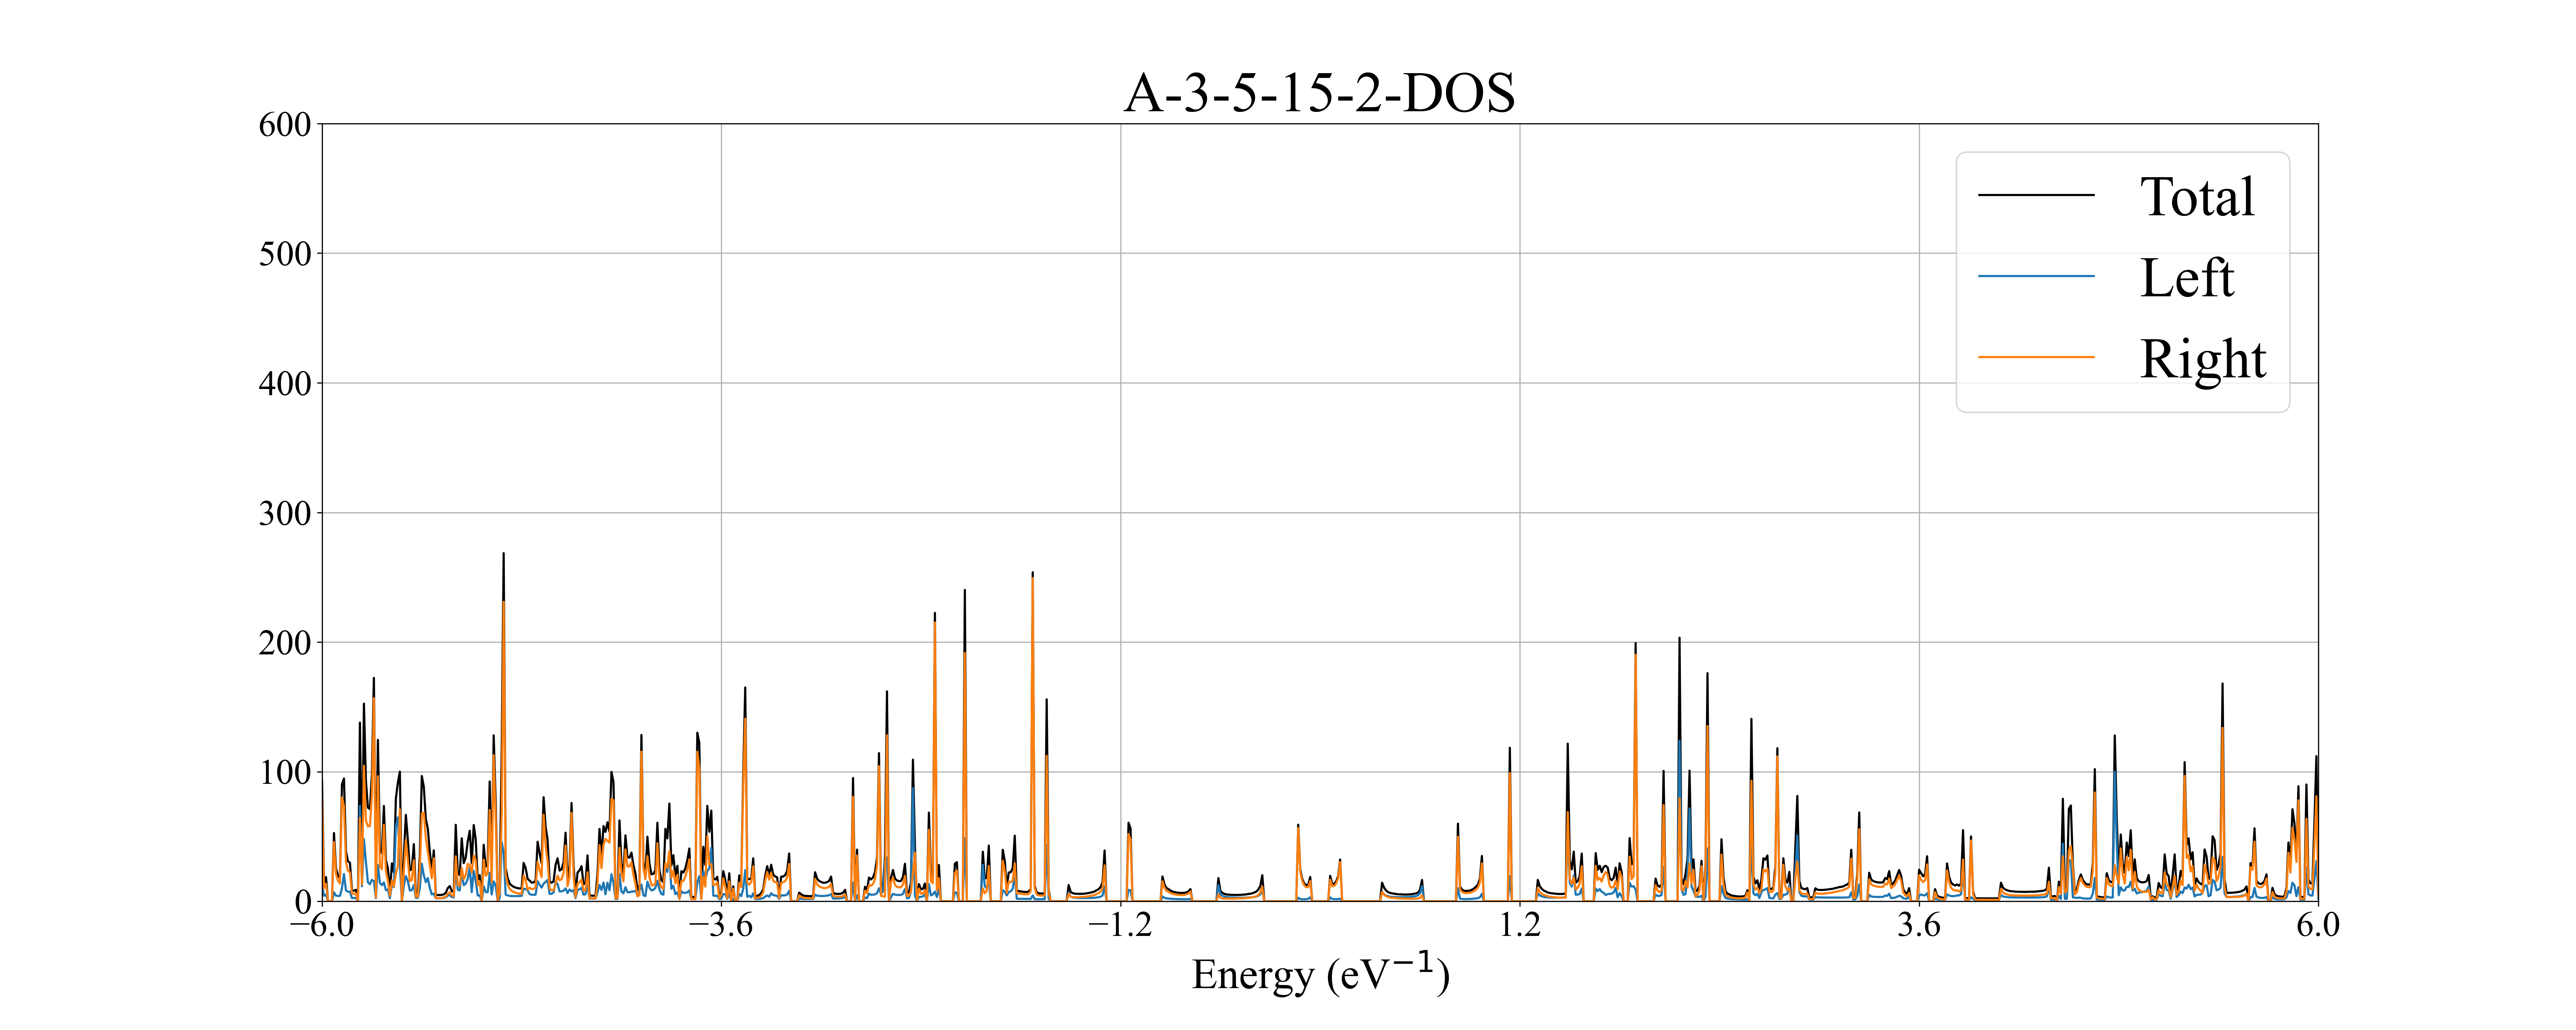 A-3-5-15-2-DOS
600
500
400
300
200
100
0
Total
Left
Right
−6.0 −3.6 −1.2 1.2 3.6 6.0
Energy (eV⁻¹)